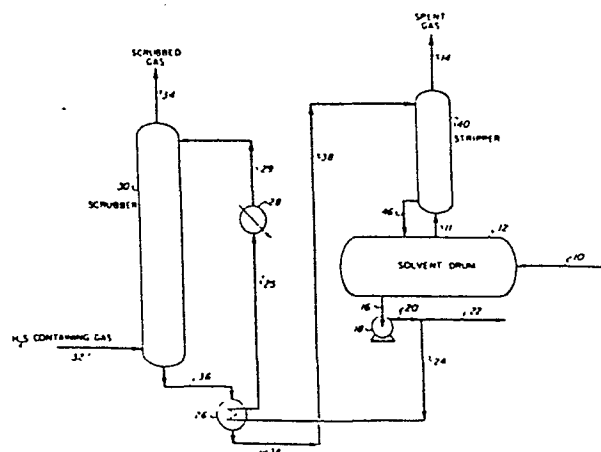 SCRUBBED
GAS
34
SPENT
GAS
14
40
STRIPPER
38
29
30
SCRUBBER
28
46
11
12
SOLVENT DRUM
10
25
16
20
22
18
H2S CONTAINING GAS
32
24
36
26